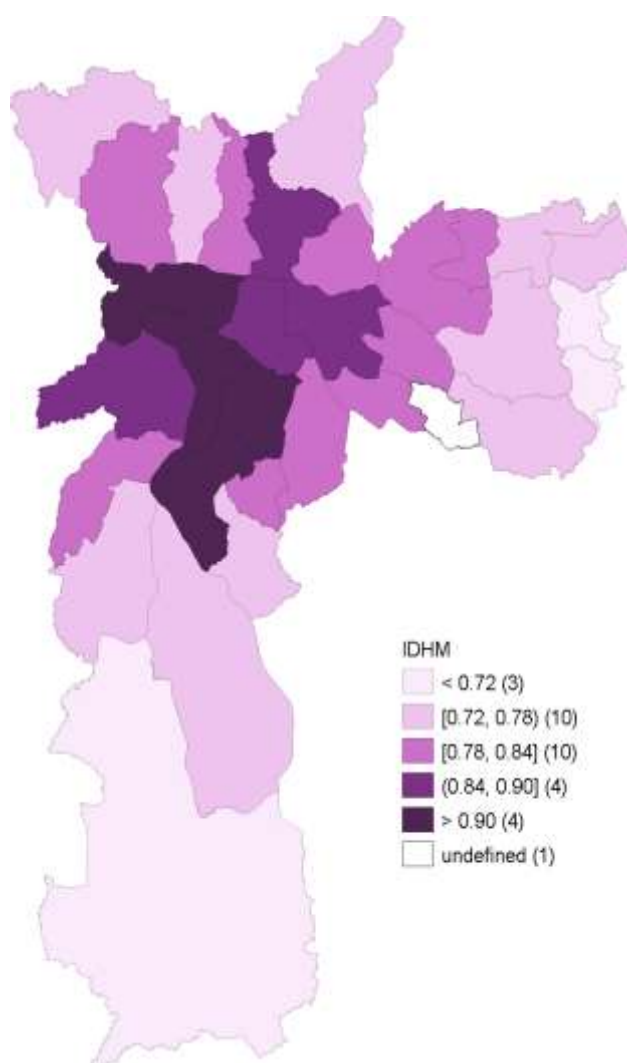 IDHM
< 0.72 (3)
[0.72, 0.78) (10)
[0.78, 0.84] (10)
(0.84, 0.90] (4)
> 0.90 (4)
undefined (1)